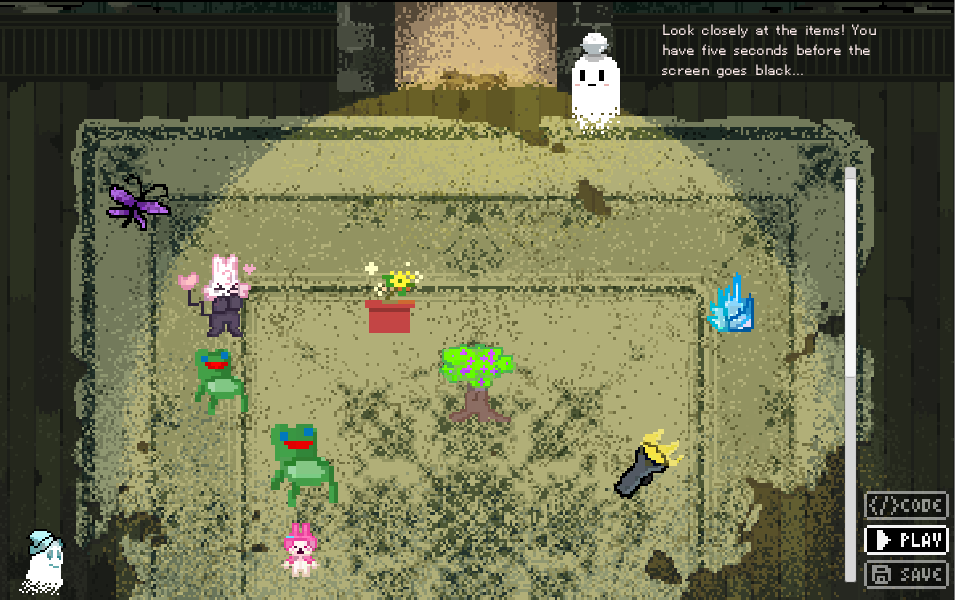 Look closely at the items! You
have five seconds before the
screen goes black...
</>CODE
PLAY
SAVE